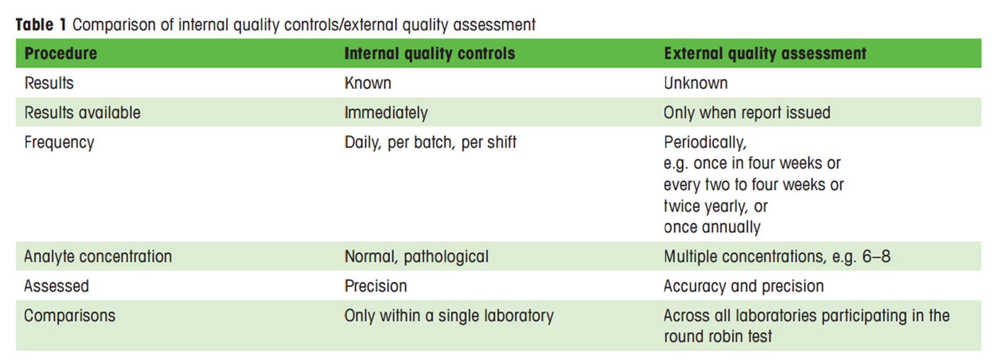 Table 1 Comparison of internal quality controls/external quality assessment
Procedure Internal quality controls External quality assessment
Results Known Unknown
Results available Immediately Only when report issued
Frequency Daily, per batch, per shift Periodically,
e.g. once in four weeks or
every two to four weeks or
twice yearly, or
once annually
Analyte concentration Normal, pathological Multiple concentrations, e.g. 6–8
Assessed Precision Accuracy and precision
Comparisons Only within a single laboratory Across all laboratories participating in the
round robin test